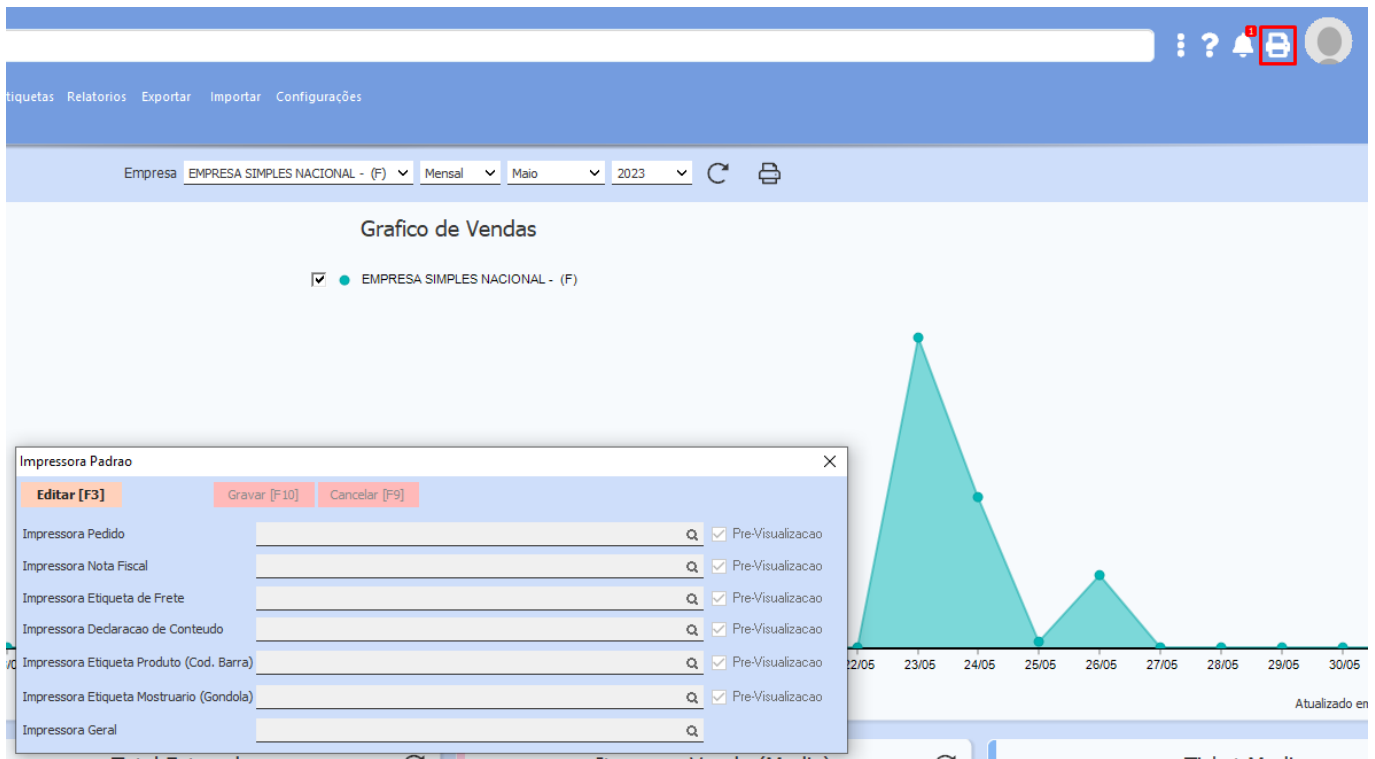 1
tiquetas Relatorios Exportar Importar Configurações
Empresa EMPRESA SIMPLES NACIONAL - (F) Mensal Maio 2023
Grafico de Vendas
EMPRESA SIMPLES NACIONAL - (F)
Impressora Padrao
Editar [F3] Gravar [F10] Cancelar [F9]
Impressora Pedido Pre-Visualizacao
Impressora Nota Fiscal Pre-Visualizacao
Impressora Etiqueta de Frete Pre-Visualizacao
Impressora Declaracao de Conteudo Pre-Visualizacao
Impressora Etiqueta Produto (Cod. Barra) Pre-Visualizacao
Impressora Etiqueta Mostruario (Gondola) Pre-Visualizacao
Impressora Geral
22/05 23/05 24/05 25/05 26/05 27/05 28/05 29/05 30/05
Atualizado em